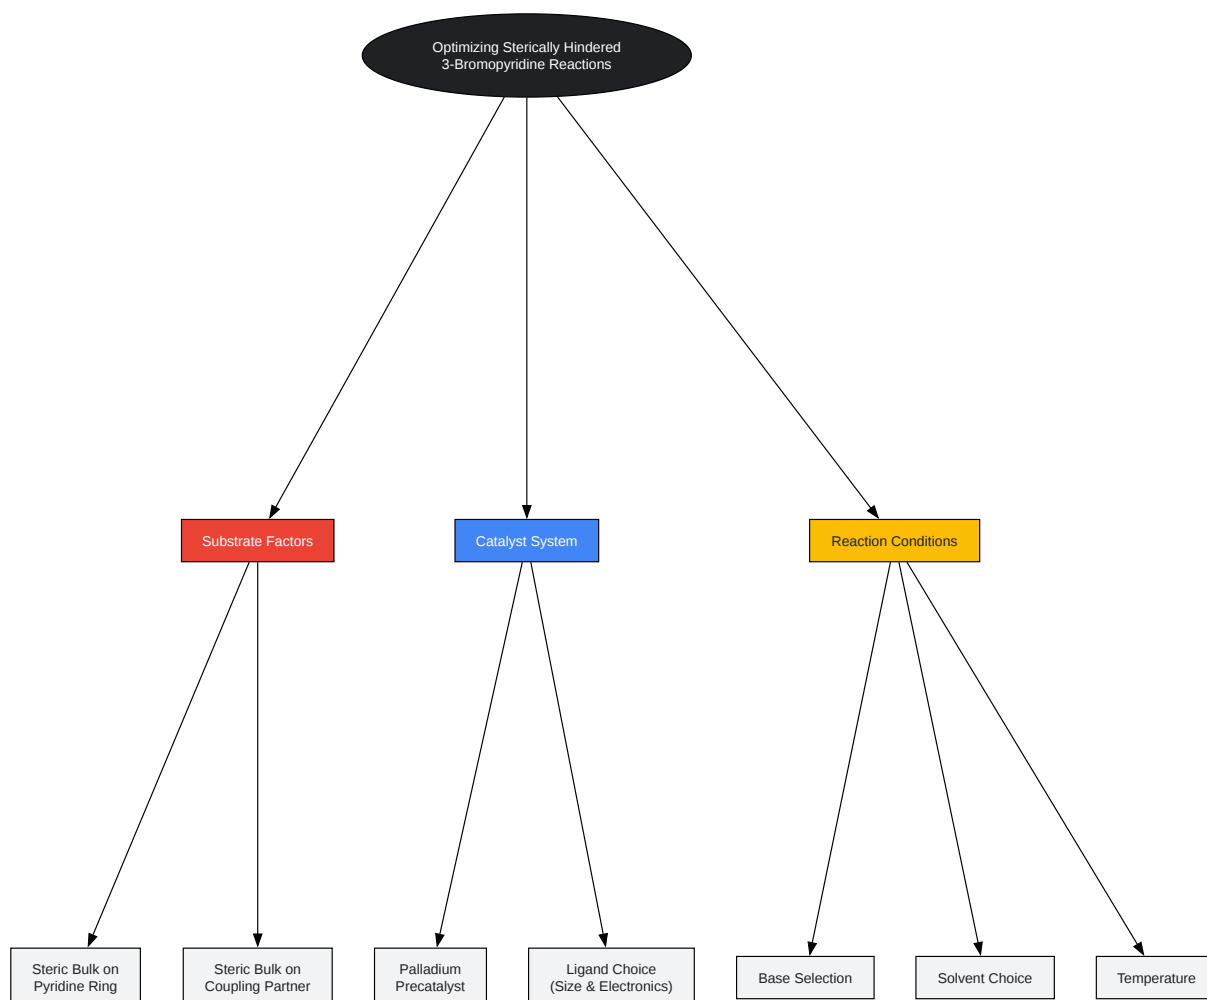 Optimizing Sterically Hindered
3-Bromopyridine Reactions
Substrate Factors
Catalyst System
Reaction Conditions
Steric Bulk on
Pyridine Ring
Steric Bulk on
Coupling Partner
Palladium
Precatalyst
Ligand Choice
(Size & Electronics)
Base Selection
Solvent Choice
Temperature